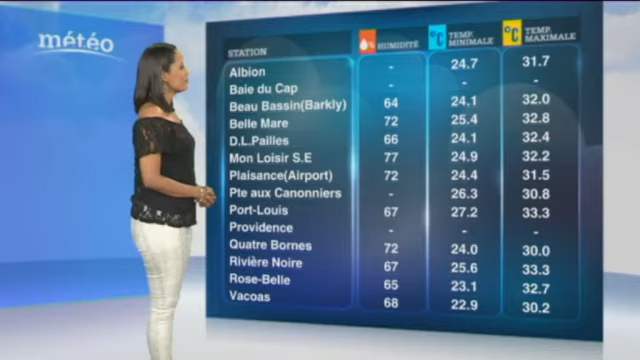 météo
STATION % HUMIDITÉ °C TEMP. MINIMALE °C TEMP. MAXIMALE
Albion - 24.7 31.7
Baie du Cap - - -
Beau Bassin(Barkly) 64 24.1 32.0
Belle Mare 72 25.4 32.8
D.L.Pailles 66 24.1 32.4
Mon Loisir S.E 77 24.9 32.2
Plaisance(Airport) 72 24.4 31.5
Pte aux Canonniers - 26.3 30.8
Port-Louis 67 27.2 33.3
Providence - - -
Quatre Bornes 72 24.0 30.0
Rivière Noire 67 25.6 33.3
Rose-Belle 65 23.1 32.7
Vacoas 68 22.9 30.2